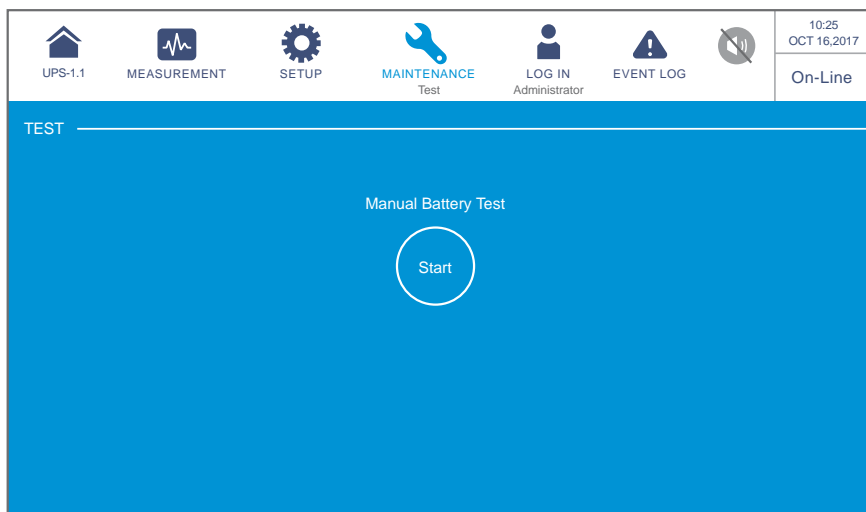 UPS-1.1
MEASUREMENT
SETUP
MAINTENANCE
Test
LOG IN
Administrator
EVENT LOG
10:25
OCT 16,2017
On-Line
TEST
Manual Battery Test
Start